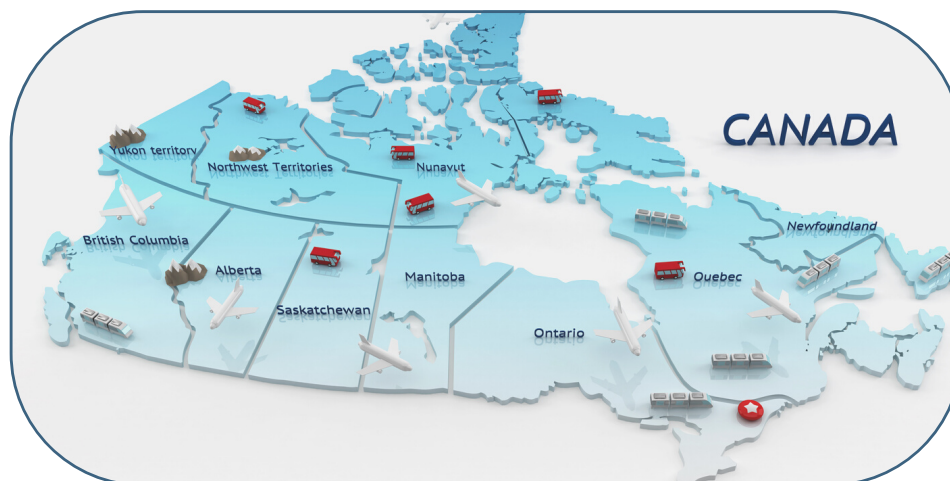 CANADA
Yukon territory
Northwest Territories
Nunavut
British Columbia
Alberta
Saskatchewan
Manitoba
Ontario
Quebec
Newfoundland